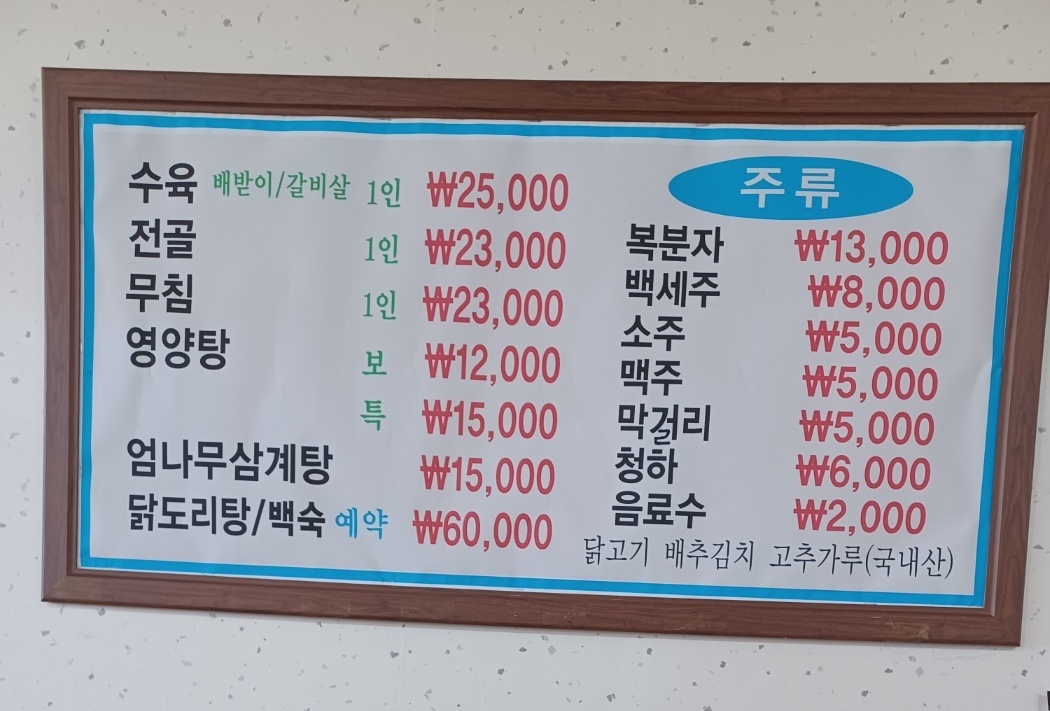 수육 배받이/갈비살 1인 ₩25,000
전골 1인 ₩23,000
무침 1인 ₩23,000
영양탕 보 ₩12,000
특 ₩15,000
엄나무삼계탕 ₩15,000
닭도리탕/백숙 예약 ₩60,000
주류
복분자 ₩13,000
백세주 ₩8,000
소주 ₩5,000
맥주 ₩5,000
막걸리 ₩5,000
청하 ₩6,000
음료수 ₩2,000
닭고기 배추김치 고추가루(국내산)